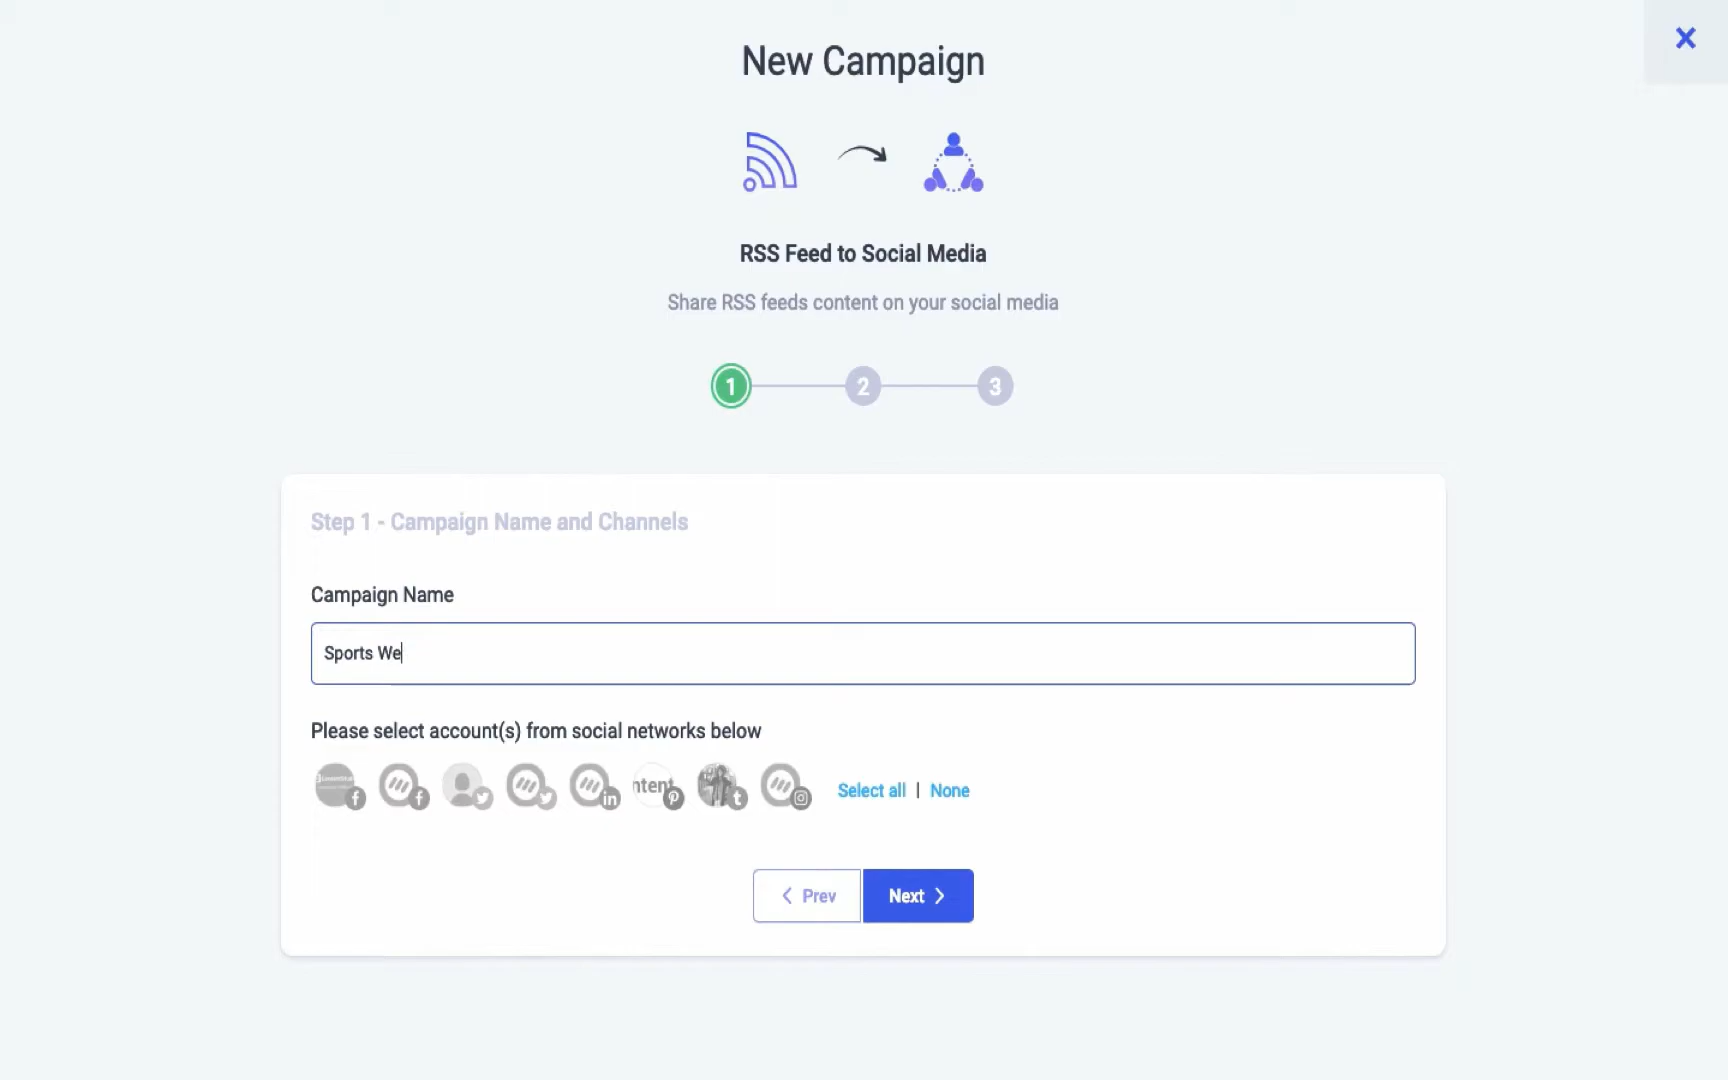 New Campaign
RSS Feed to Social Media
Share RSS feeds content on your social media
1 2 3
Step 1 - Campaign Name and Channels
Campaign Name
Sports We
Please select account(s) from social networks below
ntent
Select all | None
Prev Next